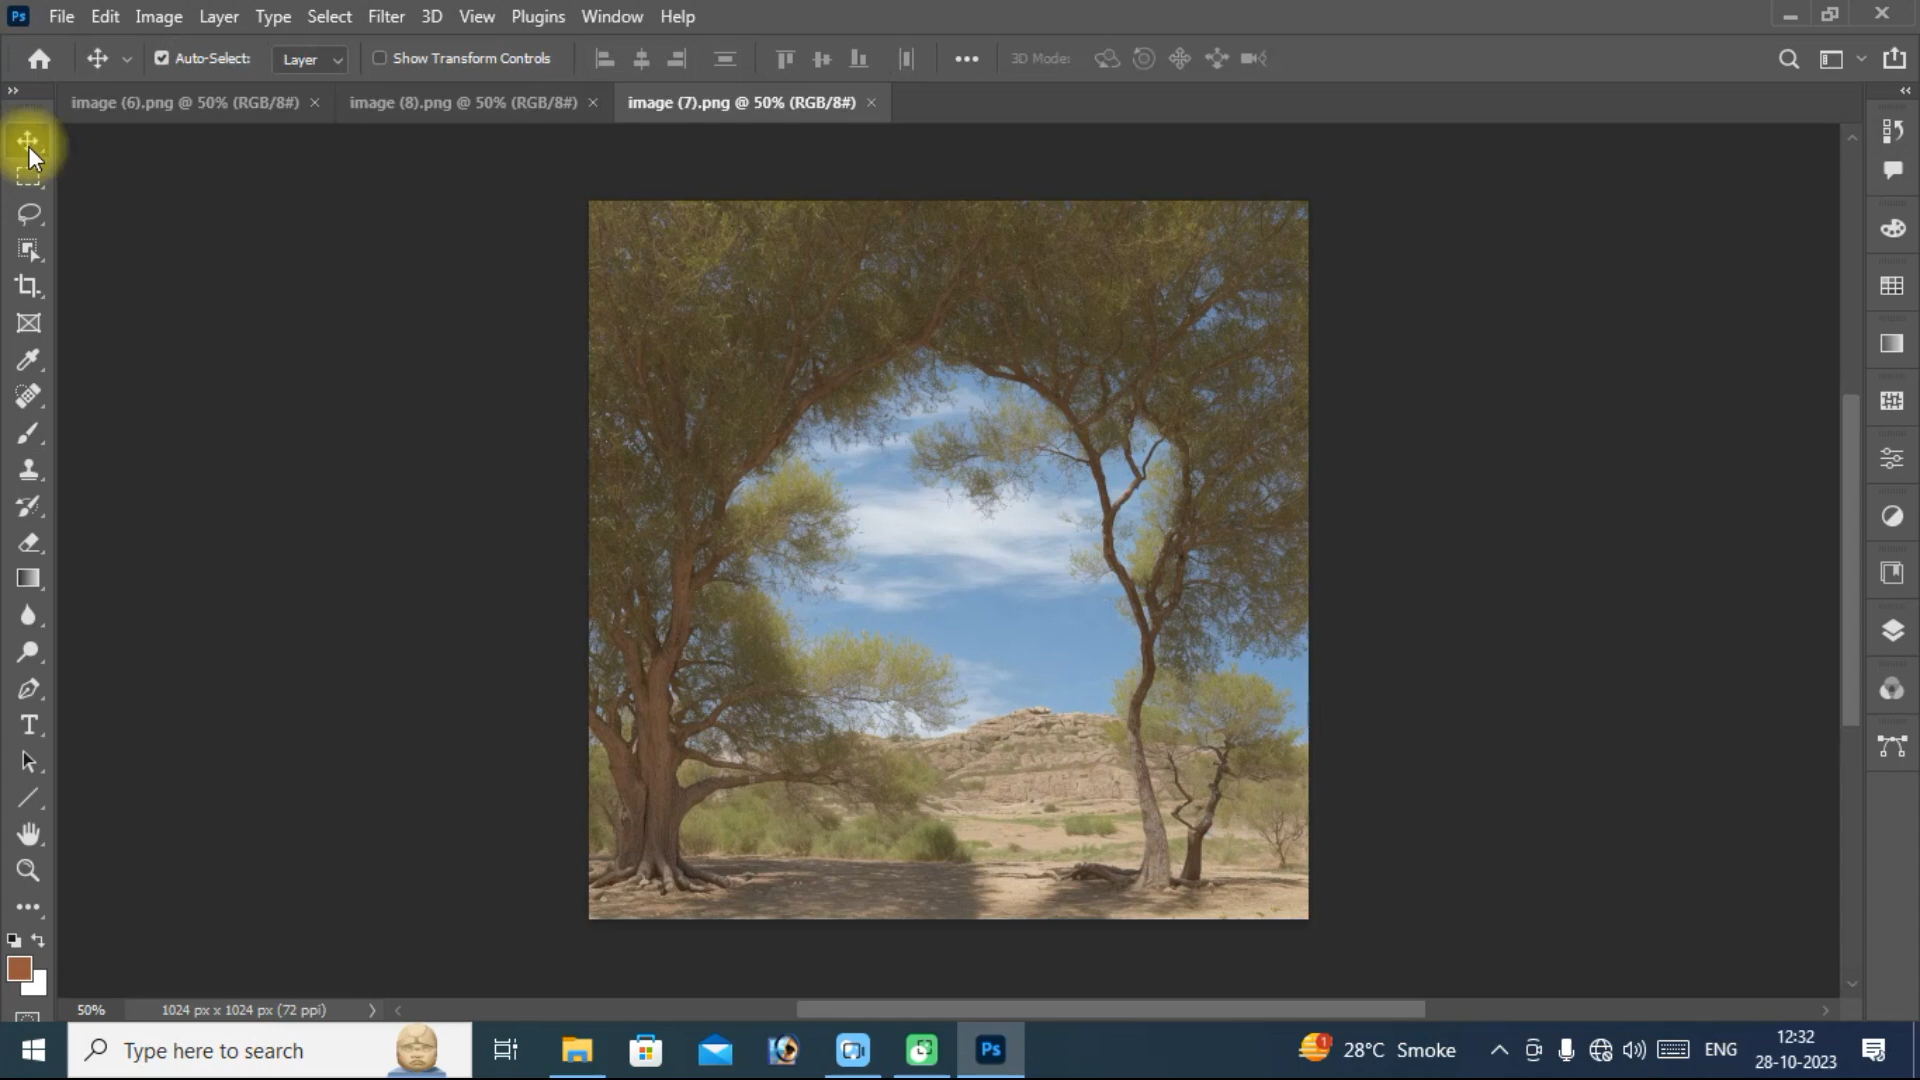 Ps File Edit Image Layer Type Select Filter 3D View Plugins Window Help
Auto-Select: Layer Show Transform Controls 3D Mode:
image (6).png @ 50% (RGB/8#) × image (8).png @ 50% (RGB/8#) × image (7).png @ 50% (RGB/8#) ×
50% 1024 px x 1024 px (72 ppi)
Type here to search Ps 1 28°C Smoke ENG 12:32
28-10-2023